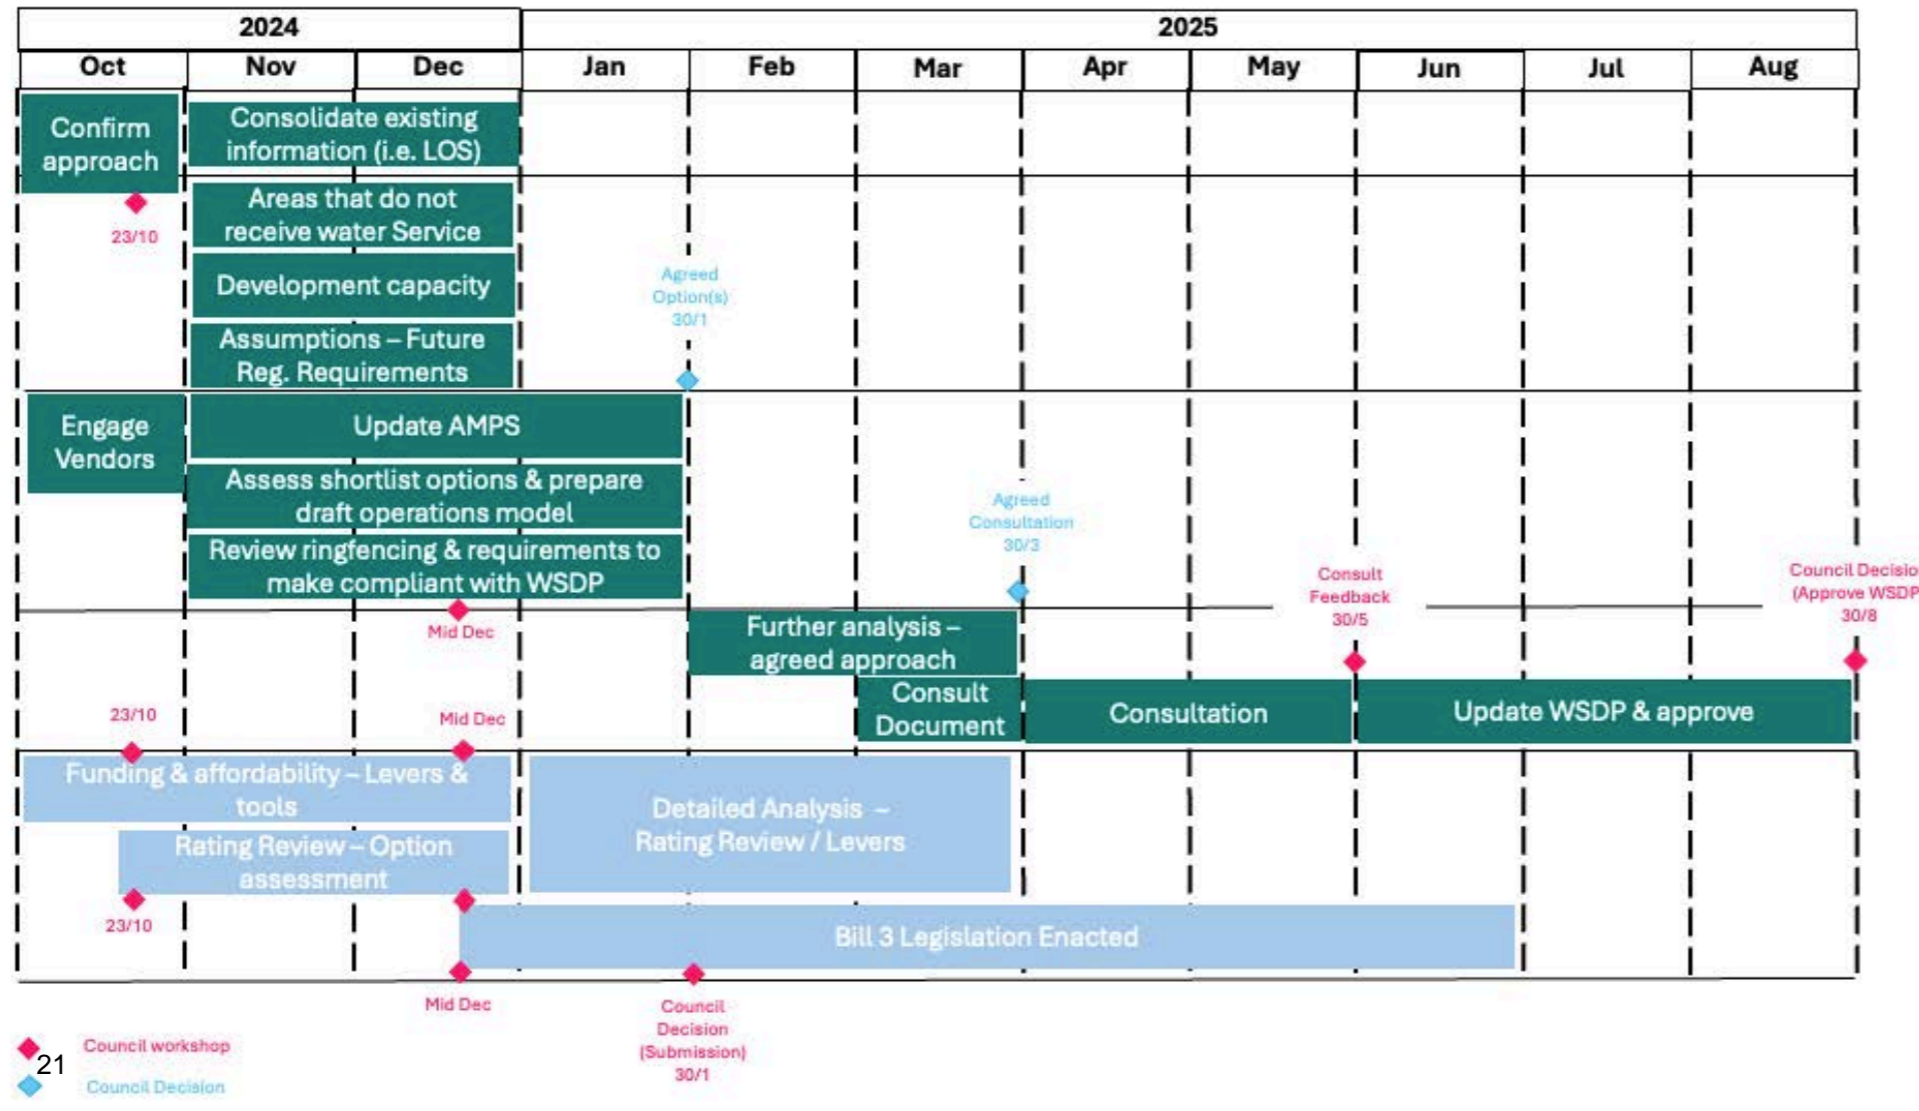 2024
2025
Oct
Nov
Dec
Jan
Feb
Mar
Apr
May
Jun
Jul
Aug
Confirm
approach
Consolidate existing
information (i.e. LOS)
23/10
Areas that do not
receive water Service
Development capacity
Assumptions – Future
Reg. Requirements
Agreed
Option(s)
30/1
Engage
Vendors
Update AMPS
Assess shortlist options & prepare
draft operations model
Review ringfencing & requirements to
make compliant with WSDP
Agreed
Consultation
30/3
Consult
Feedback
30/5
Council Decisio
(Approve WSDP
30/8
Mid Dec
Further analysis –
agreed approach
Consult
Document
Consultation
Update WSDP & approve
23/10
Mid Dec
Funding & affordability – Levers &
tools
Rating Review – Option
assessment
Detailed Analysis –
Rating Review / Levers
23/10
Bill 3 Legislation Enacted
Mid Dec
Council
Decision
(Submission)
30/1
Council workshop
21
Council Decision